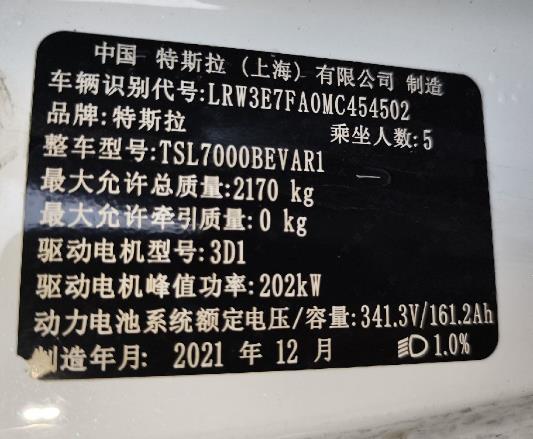 中国 特斯拉 (上海) 有限公司 制造
车辆识别代号:LRW3E7FA0MC454502
品牌:特斯拉 乘坐人数:5
整车型号:TSL7000BEVAR1
最大允许总质量:2170 kg
最大允许牵引质量:0 kg
驱动电机型号:3D1
驱动电机峰值功率:202kW
动力电池系统额定电压/容量:341.3V/161.2Ah
制造年月: 2021 年 12 月 1.0%